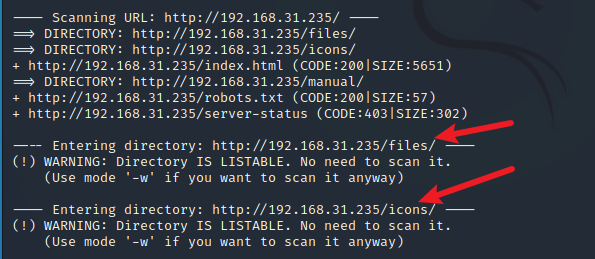 ---- Scanning URL: http://192.168.31.235/ ----
==> DIRECTORY: http://192.168.31.235/files/
==> DIRECTORY: http://192.168.31.235/icons/
+ http://192.168.31.235/index.html (CODE:200|SIZE:5651)
==> DIRECTORY: http://192.168.31.235/manual/
+ http://192.168.31.235/robots.txt (CODE:200|SIZE:57)
+ http://192.168.31.235/server-status (CODE:403|SIZE:302)
---- Entering directory: http://192.168.31.235/files/ ----
(!) WARNING: Directory IS LISTABLE. No need to scan it.
(Use mode '-w' if you want to scan it anyway)
---- Entering directory: http://192.168.31.235/icons/ ----
(!) WARNING: Directory IS LISTABLE. No need to scan it.
(Use mode '-w' if you want to scan it anyway)